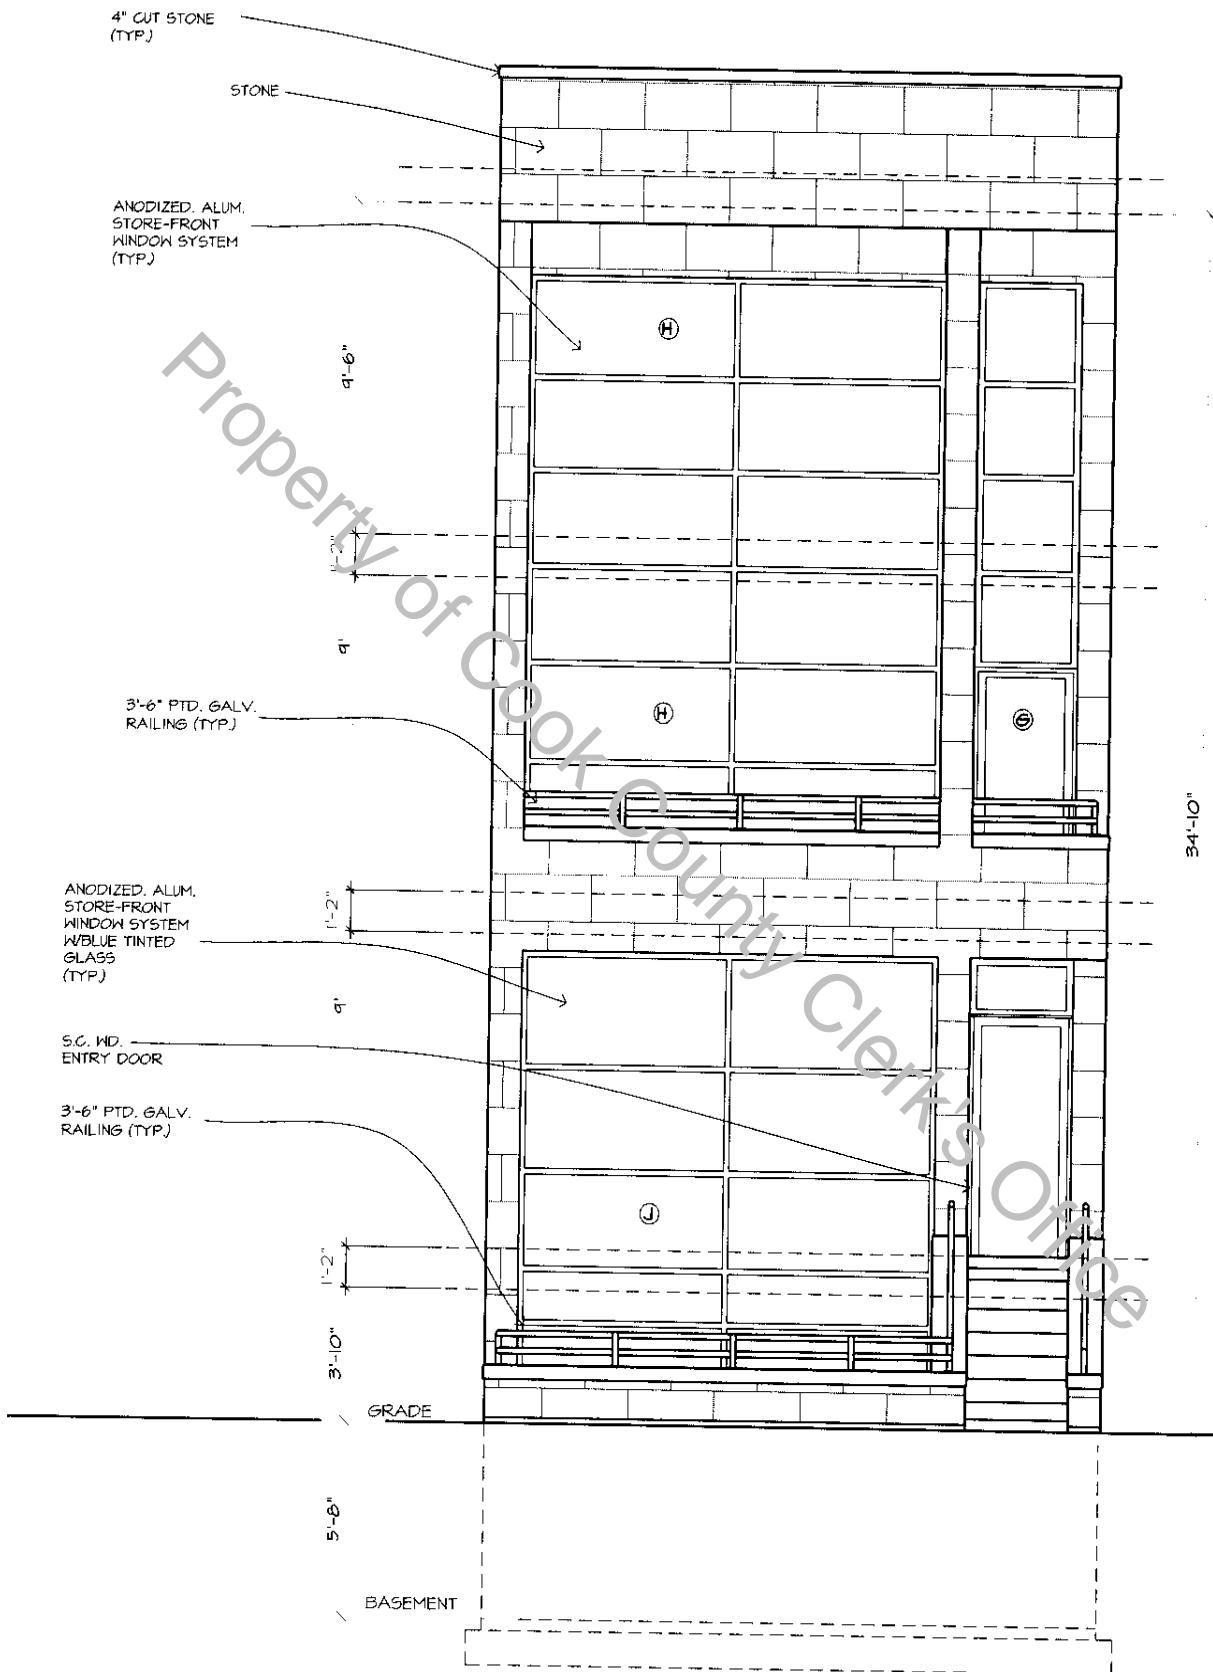 4" CUT STONE
(TYP.)
STONE
ANODIZED. ALUM.
STORE-FRONT
WINDOW SYSTEM
(TYP.)
H
9'-6"
1'-2"
9'
3'-6" PTD. GALV.
RAILING (TYP.)
H
G
34'-10"
ANODIZED. ALUM.
STORE-FRONT
WINDOW SYSTEM
W/BLUE TINTED
GLASS
(TYP.)
1'-2"
9'
S.C. WD.
ENTRY DOOR
3'-6" PTD. GALV.
RAILING (TYP.)
J
1'-2"
3'-10"
GRADE
5'-8"
BASEMENT
Property of Cook County Clerk's Office